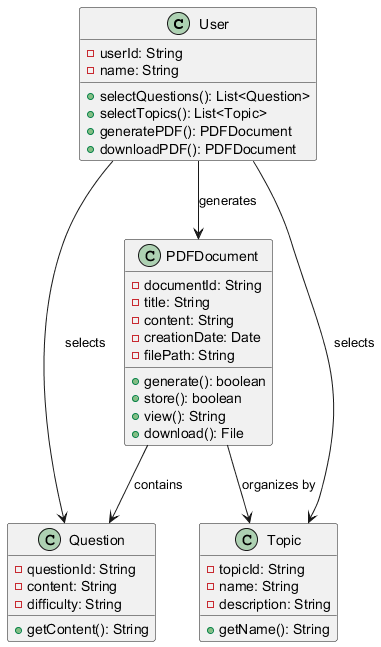 C User
userId: String
name: String
selectQuestions(): List<Question>
selectTopics(): List<Topic>
generatePDF(): PDFDocument
downloadPDF(): PDFDocument
generates
C PDFDocument
documentId: String
title: String
content: String
creationDate: Date
filePath: String
generate(): boolean
store(): boolean
view(): String
download(): File
selects
selects
contains
organizes by
C Question
questionId: String
content: String
difficulty: String
getContent(): String
C Topic
topicId: String
name: String
description: String
getName(): String